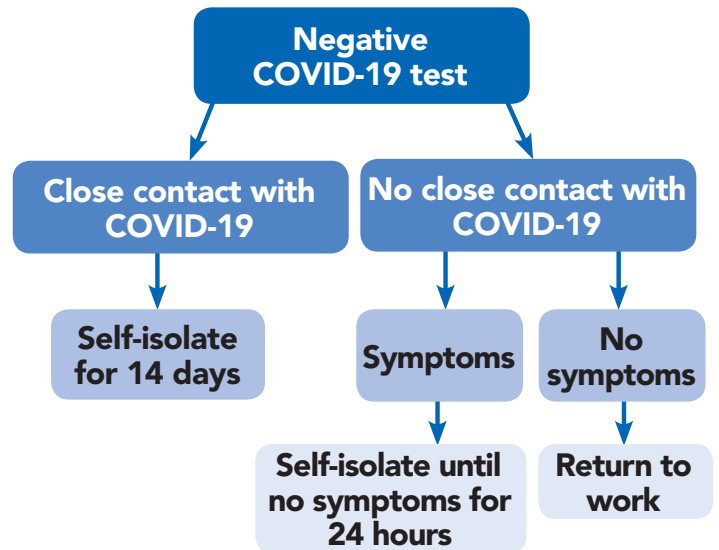 Negative
COVID-19 test
Close contact with
COVID-19
No close contact with
COVID-19
Self-isolate
for 14 days
Symptoms
No
symptoms
Self-isolate until
no symptoms for
24 hours
Return to
work